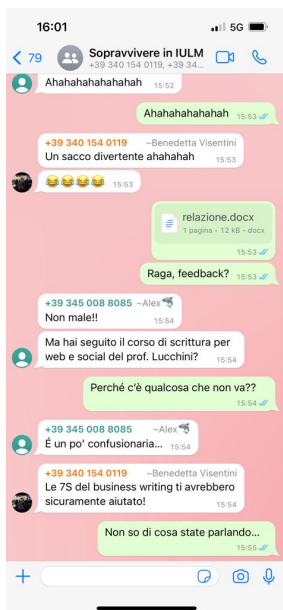 16:01
5G
79
Sopravvivere in IULM
+39 340 154 0119, +39 34...
Ahahahahahahahah 15:52
Ahahahahahahah 15:53
+39 340 154 0119 ~Benedetta Visentini
Un sacco divertente ahahahah 15:53
😂😂😂😂 15:53
relazione.docx
1 pagina • 12 kB • docx
15:53
Raga, feedback? 15:53
+39 345 008 8085 ~Alex🦈
Non male!! 15:54
Ma hai seguito il corso di scrittura per
web e social del prof. Lucchini? 15:54
Perché c'è qualcosa che non va??
15:54
+39 345 008 8085 ~Alex🦈
É un po' confusionaria... 15:54
+39 340 154 0119 ~Benedetta Visentini
Le 7S del business writing ti avrebbero
sicuramente aiutato! 15:54
Non so di cosa state parlando...
15:55